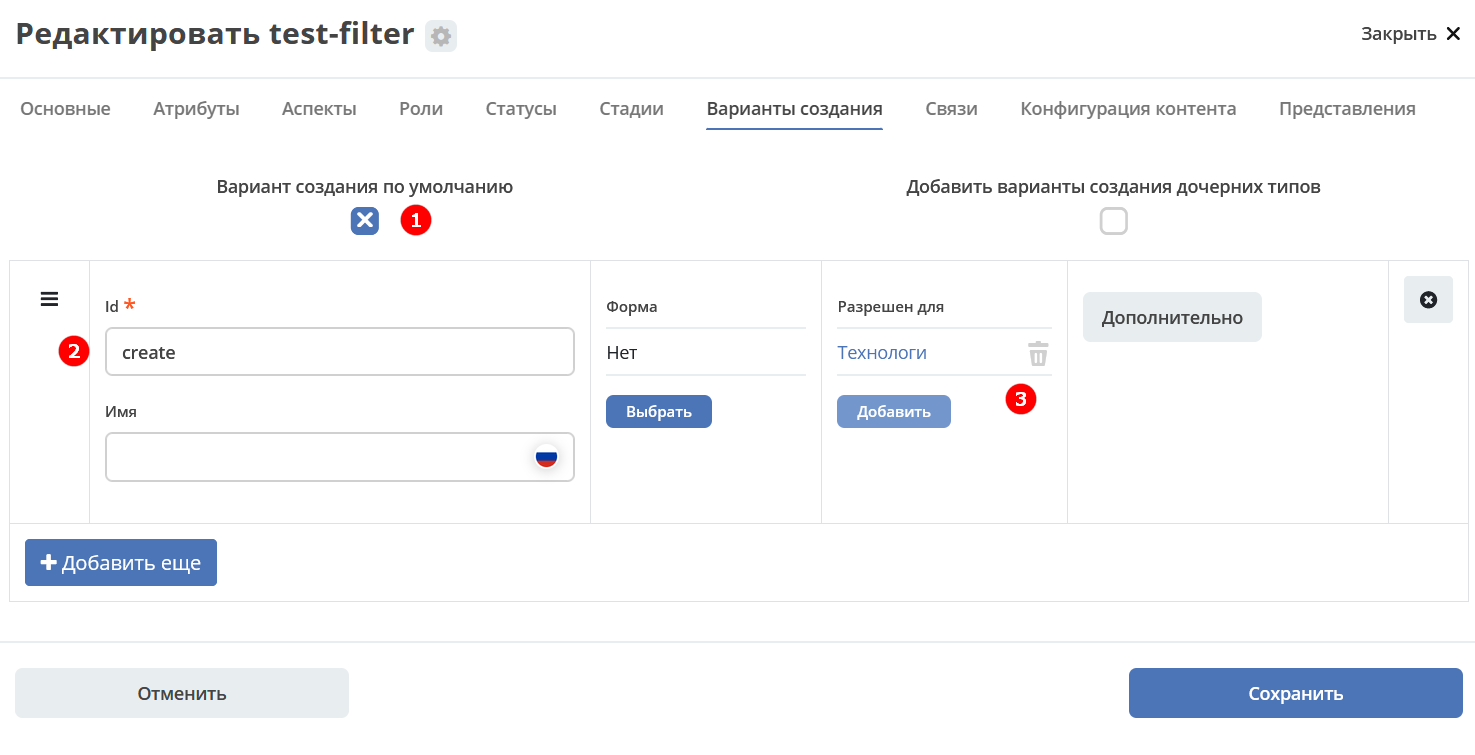 Редактировать test-filter
Закрыть
Основные Атрибуты Аспекты Роли Статусы Стадии Варианты создания Связи Конфигурация контента Представления
Вариант создания по умолчанию
Добавить варианты создания дочерних типов
1
Id *
Форма
Разрешен для
Дополнительно
2
create
Нет
Технологи
3
Имя
Выбрать
Добавить
Добавить еще
Отменить
Сохранить